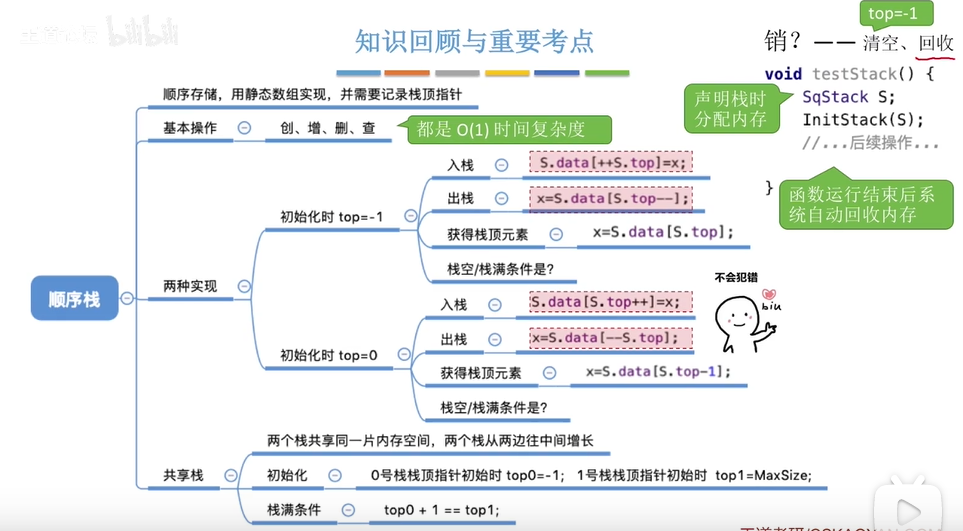 bilibili
知识回顾与重要考点
top=-1
销？—— 清空、回收
void testStack() {
SqStack S;
InitStack(S);
//...后续操作...
}
声明栈时
分配内存
函数运行结束后系
统自动回收内存
顺序栈
顺序存储，用静态数组实现，并需要记录栈顶指针
基本操作
创、增、删、查
都是 O(1) 时间复杂度
两种实现
初始化时 top=-1
入栈
S.data[++S.top]=x;
出栈
x=S.data[S.top--];
获得栈顶元素
x=S.data[S.top];
栈空/栈满条件是?
初始化时 top=0
入栈
S.data[S.top++]=x;
出栈
x=S.data[--S.top];
获得栈顶元素
x=S.data[S.top-1];
栈空/栈满条件是?
不会犯错
biu
共享栈
两个栈共享同一片内存空间，两个栈从两边往中间增长
初始化
0号栈栈顶指针初始时 top0=-1； 1号栈栈顶指针初始时 top1=MaxSize;
栈满条件
top0 + 1 == top1;